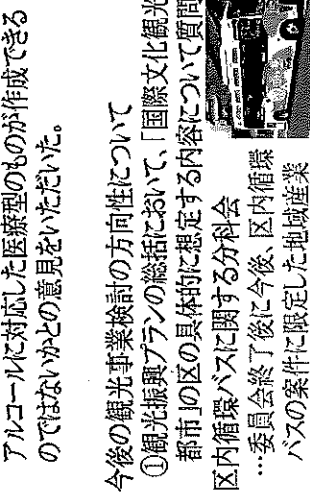 アルコールに対応した医療型のものが作成できる
のではないかとの意見をいただいた。
今後の観光事業検討の方向性について
①観光振興プランの総括において、「国際文化観光
都市」の区の具体的に想定する内容について質問
区内循環バスに関する分科会
…委員会終了後に今後、区内循環
バスの案件に限定した地域産業